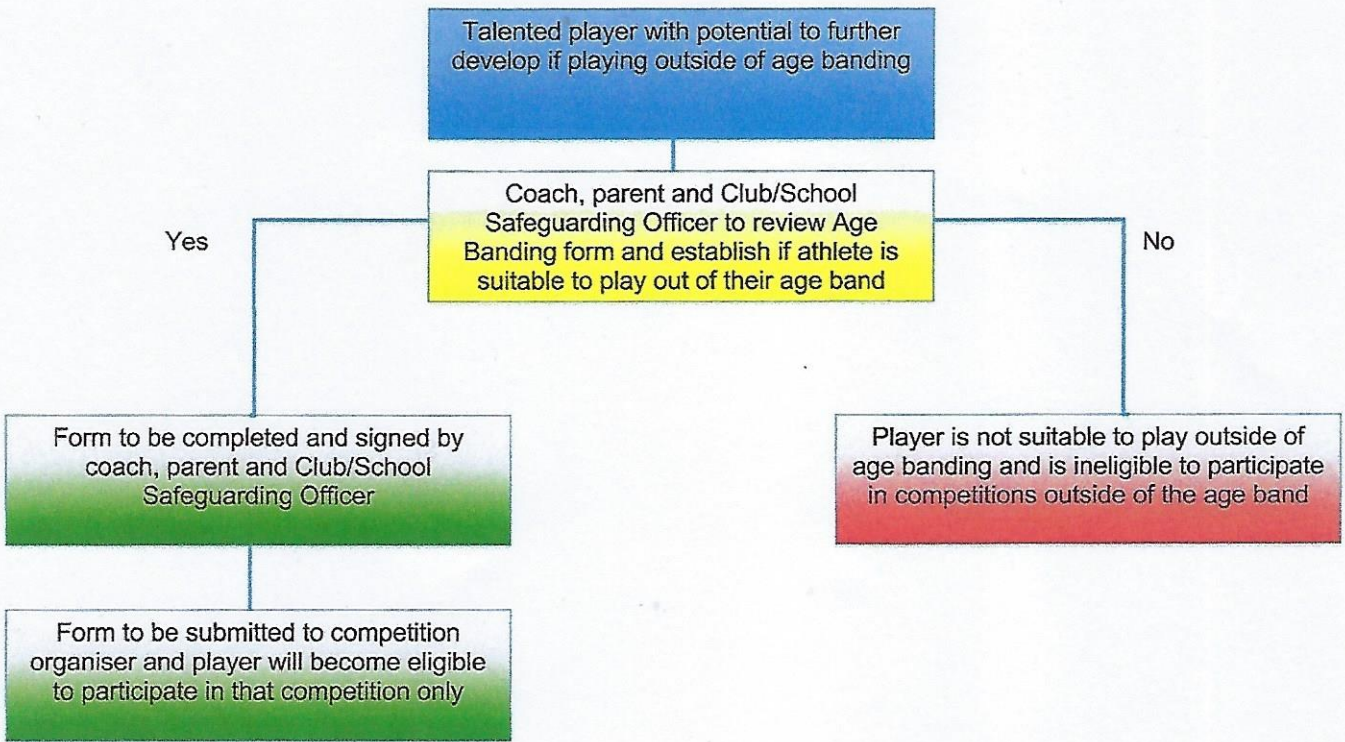 Talented player with potential to further
develop if playing outside of age banding
Coach, parent and Club/School
Safeguarding Officer to review Age
Banding form and establish if athlete is
suitable to play out of their age band
Yes
No
Form to be completed and signed by
coach, parent and Club/School
Safeguarding Officer
Player is not suitable to play outside of
age banding and is ineligible to participate
in competitions outside of the age band
Form to be submitted to competition
organiser and player will become eligible
to participate in that competition only